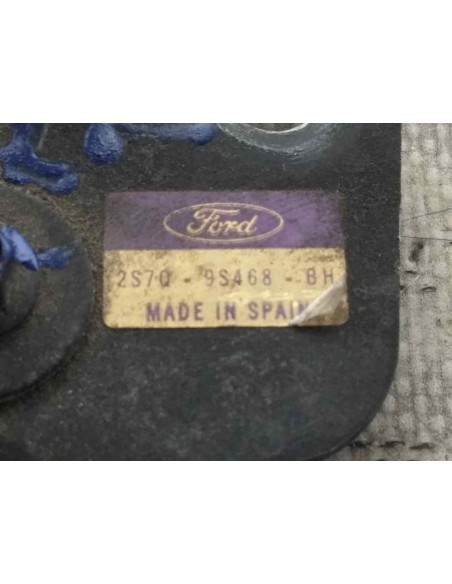 Ford
2S7Q - 9S468 - BH
MADE IN SPAIN